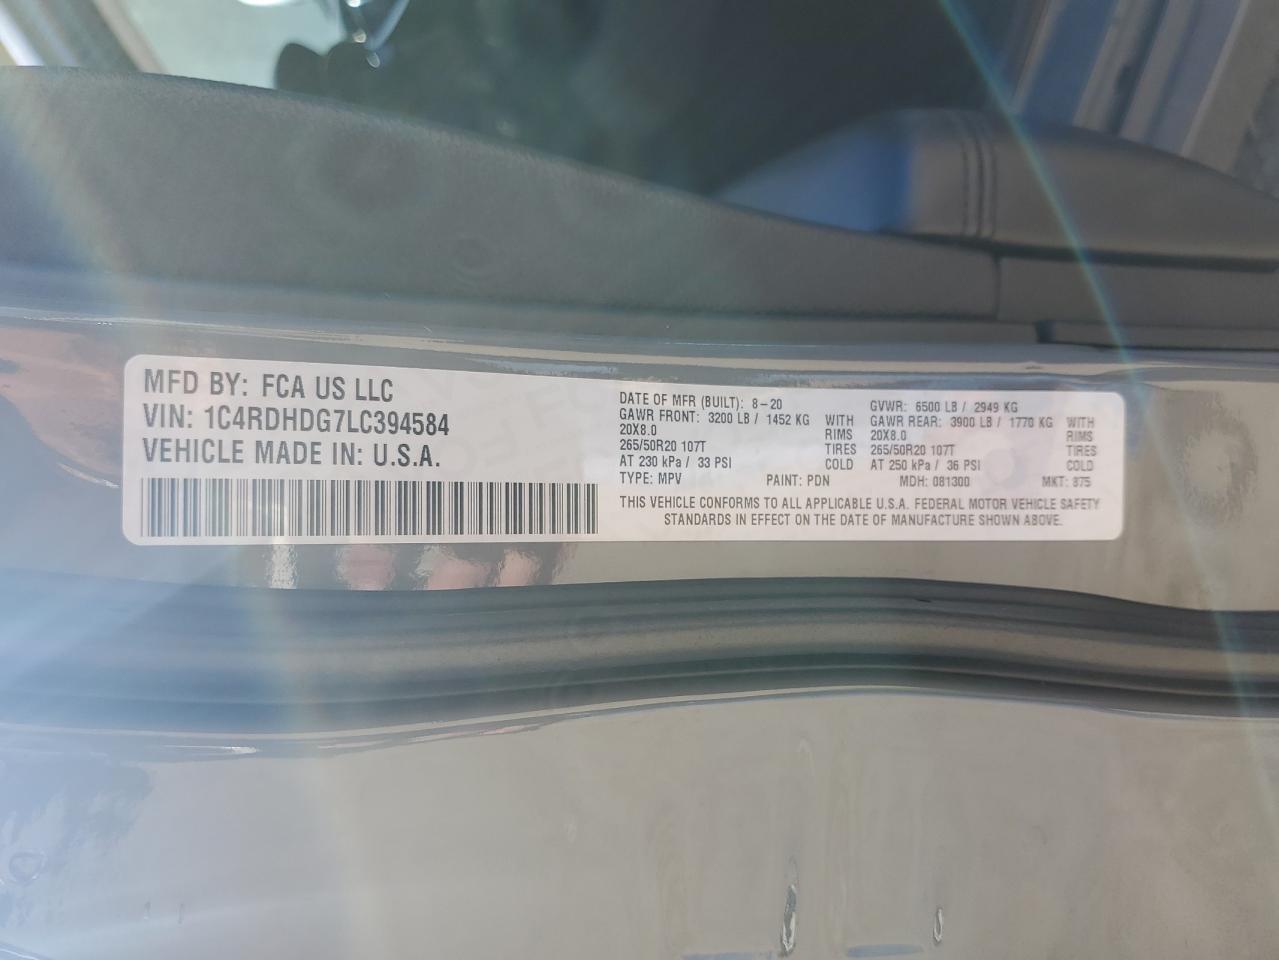 MFD BY: FCA US LLC
VIN: 1C4RDHDG7LC394584
VEHICLE MADE IN: U.S.A.
DATE OF MFR (BUILT): 8-20 GVWR: 6500 LB / 2949 KG
GAWR FRONT: 3200 LB / 1452 KG WITH GAWR REAR: 3900 LB / 1770 KG WITH
20X8.0 RIMS 20X8.0 RIMS
265/50R20 107T TIRES 265/50R20 107T TIRES
AT 230 kPa / 33 PSI COLD AT 250 kPa / 36 PSI COLD
TYPE: MPV PAINT: PDN MDH: 081300 MKT: 875
THIS VEHICLE CONFORMS TO ALL APPLICABLE U.S.A. FEDERAL MOTOR VEHICLE SAFETY
STANDARDS IN EFFECT ON THE DATE OF MANUFACTURE SHOWN ABOVE.